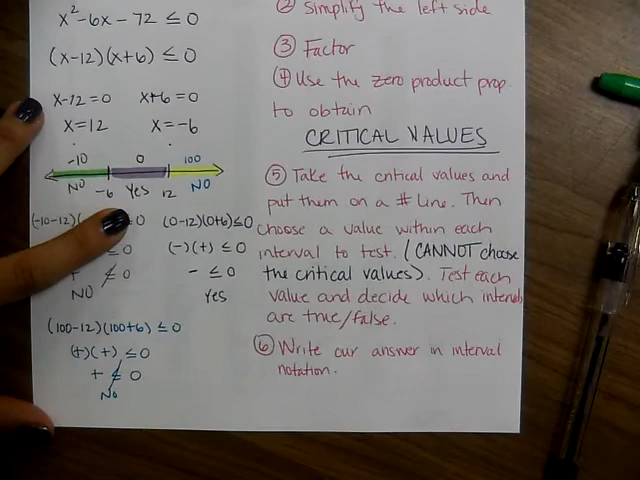 x² - 6x - 72 ≤ 0
(x-12)(x+6) ≤ 0
x-12=0 x+6=0
x=12 x=-6
-10 0 100
NO -6 Yes 12 NO
(-10-12)( ≤0 (0-12)(0+6)≤0
≤0 (-)(+) ≤ 0
+ ≰ 0 - ≤ 0
NO Yes
(100-12)(100+6) ≤ 0
(+)(+) ≤ 0
+ ≰ 0
No
② Simplify the left side
③ Factor
④ Use the zero product prop.
to obtain
CRITICAL VALUES
⑤ Take the critical values and
put them on a # line. Then
choose a value within each
interval to test. (CANNOT choose
the critical values). Test each
value and decide which intervals
are true/false.
⑥ Write our answer in interval
notation.